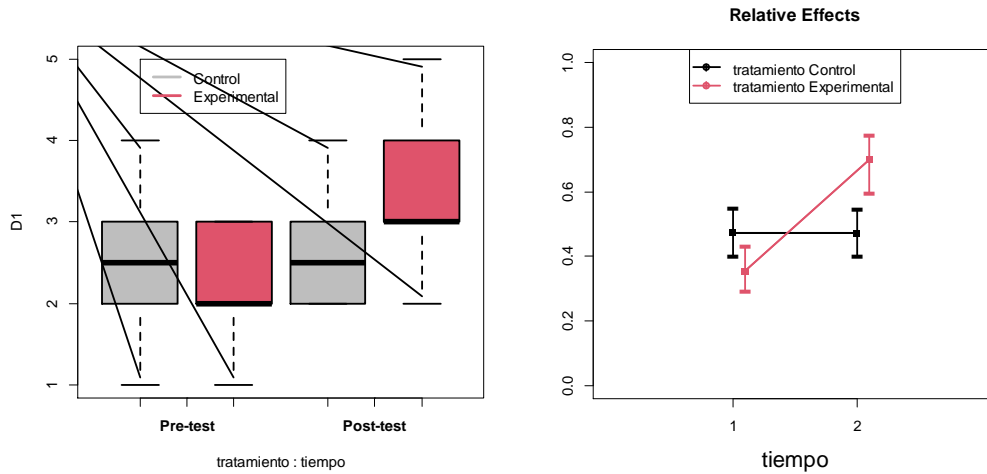 D1
5
4
3
2
1
Control
Experimental
Pre-test
Post-test
tratamiento : tiempo
Relative Effects
tratamiento Control
tratamiento Experimental
1.0
0.8
0.6
0.4
0.2
0.0
1
2
tiempo